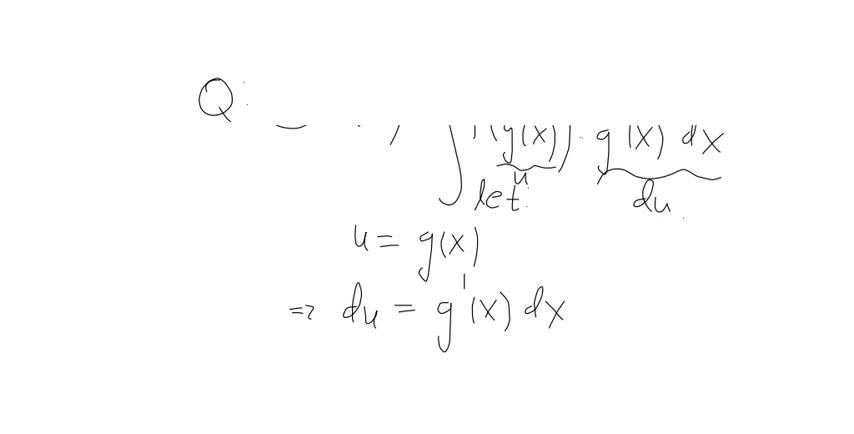 Q:
∫ (g(x)) · g (x) dx
u
let: du.
u = g(x)
=> du = g'(x) dx